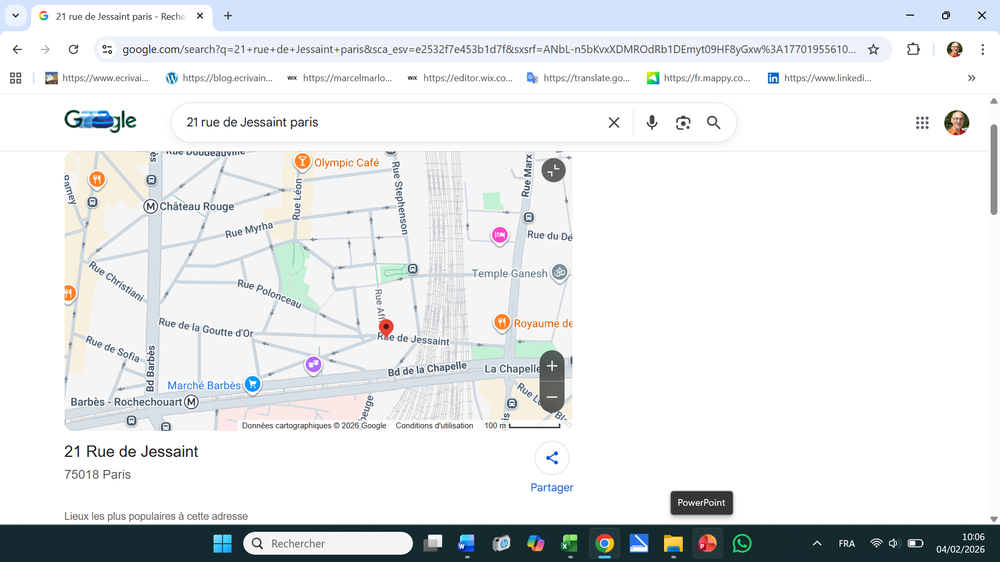 21 rue de Jessaint paris - Reche
google.com/search?q=21+rue+de+Jessaint+paris&sca_esv=e2532f7e453b1d7f&sxsrf=ANbL-n5bKvxXDMROdRb1DEmyt09HF8yGxw%3A17701955610...
https://www.ecrivai...
https://blog.ecrivain...
WIX https://marcelmarlo...
WIX https://editor.wix.co...
https://translate.go...
https://fr.mappy.co...
https://www.linkedi...
Google
21 rue de Jessaint paris
Rue Doudeauville
Olympic Café
Rue Stephenson
Rue Marx
Ramey
Rue Léon
M Château Rouge
Rue Myrha
Rue du Dé
Rue Christiani
Temple Ganesh
Rue Polonceau
Rue Aff
Rue de la Goutte d'Or
Royaume de
Rue de Jessaint
Rue de Sofia
Bd Barbès
Bd de la Chapelle
La Chapelle
Marché Barbès
Barbès - Rochechouart M
beuge
Données cartographiques © 2026 Google
Conditions d'utilisation
100 m
21 Rue de Jessaint
75018 Paris
Partager
PowerPoint
Lieux les plus populaires à cette adresse
Rechercher
FRA
10:06
04/02/2026